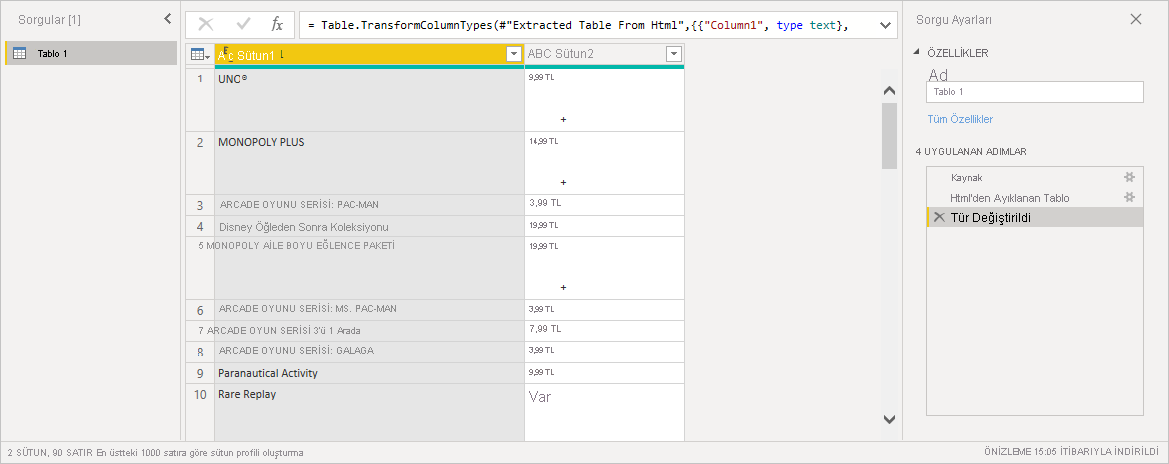 Sorgular [1]
Tablo 1
fx
= Table.TransformColumnTypes(#"Extracted Table From Html",{{"Column1", type text},
Sütun1
ABC Sütun2
1 UNC® 9,99 TL
+
2 MONOPOLY PLUS 14,99 TL
+
3 ARCADE OYUNU SERİSİ: PAC-MAN 3,99 TL
4 Disney Öğleden Sonra Koleksiyonu 19,99 TL
5 MONOPOLY AİLE BOYU EĞLENCE PAKETİ 19,99 TL
+
6 ARCADE OYUNU SERİSİ: MS. PAC-MAN 3,99 TL
7 ARCADE OYUN SERİSİ 3'ü 1 Arada 7,99 TL
8 ARCADE OYUNU SERİSİ: GALAGA 3,99 TL
9 Paranautical Activity 9,99 TL
10 Rare Replay Var
Sorgu Ayarları
ÖZELLİKLER
Ad
Tablo 1
Tüm Özellikler
4 UYGULANAN ADIMLAR
Kaynak
Html'den Ayıklanan Tablo
Tür Değiştirildi
2 SÜTUN, 90 SATIR En üstteki 1000 satıra göre sütun profili oluşturma
ÖNİZLEME 15:05 İTİBARIYLA İNDİRİLDİ